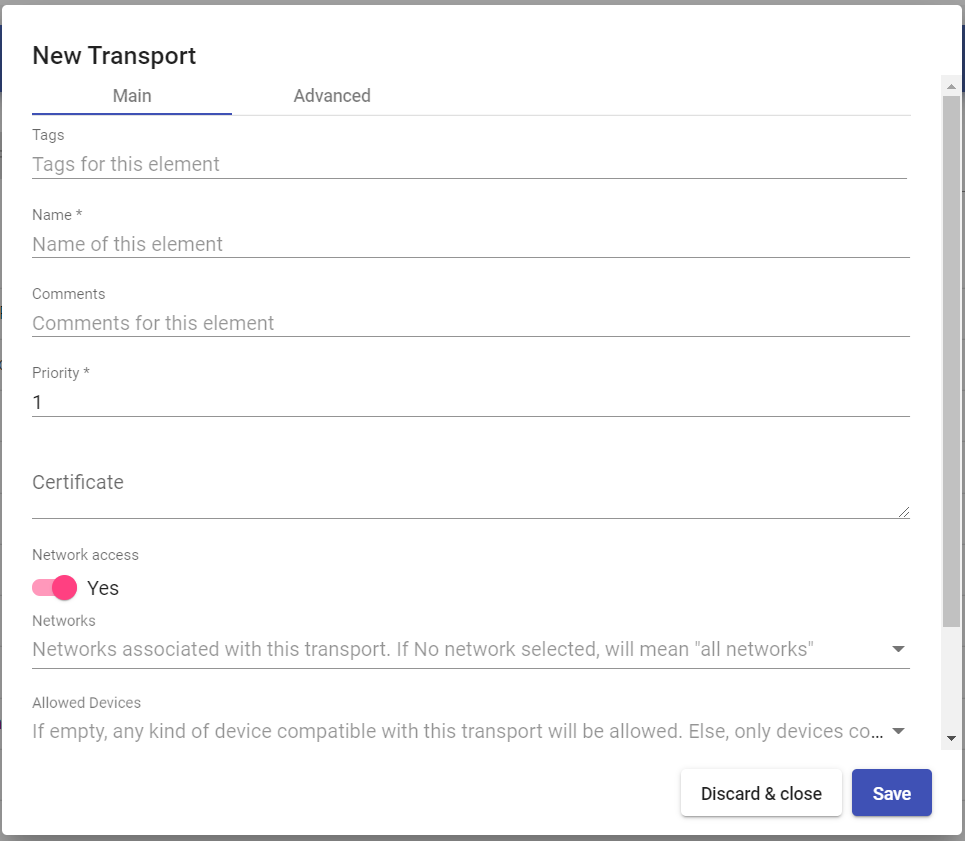 New Transport
Main Advanced
Tags
Tags for this element
Name *
Name of this element
Comments
Comments for this element
Priority *
1
Certificate
Network access
Yes
Networks
Networks associated with this transport. If No network selected, will mean "all networks"
Allowed Devices
If empty, any kind of device compatible with this transport will be allowed. Else, only devices co...
Discard & close Save